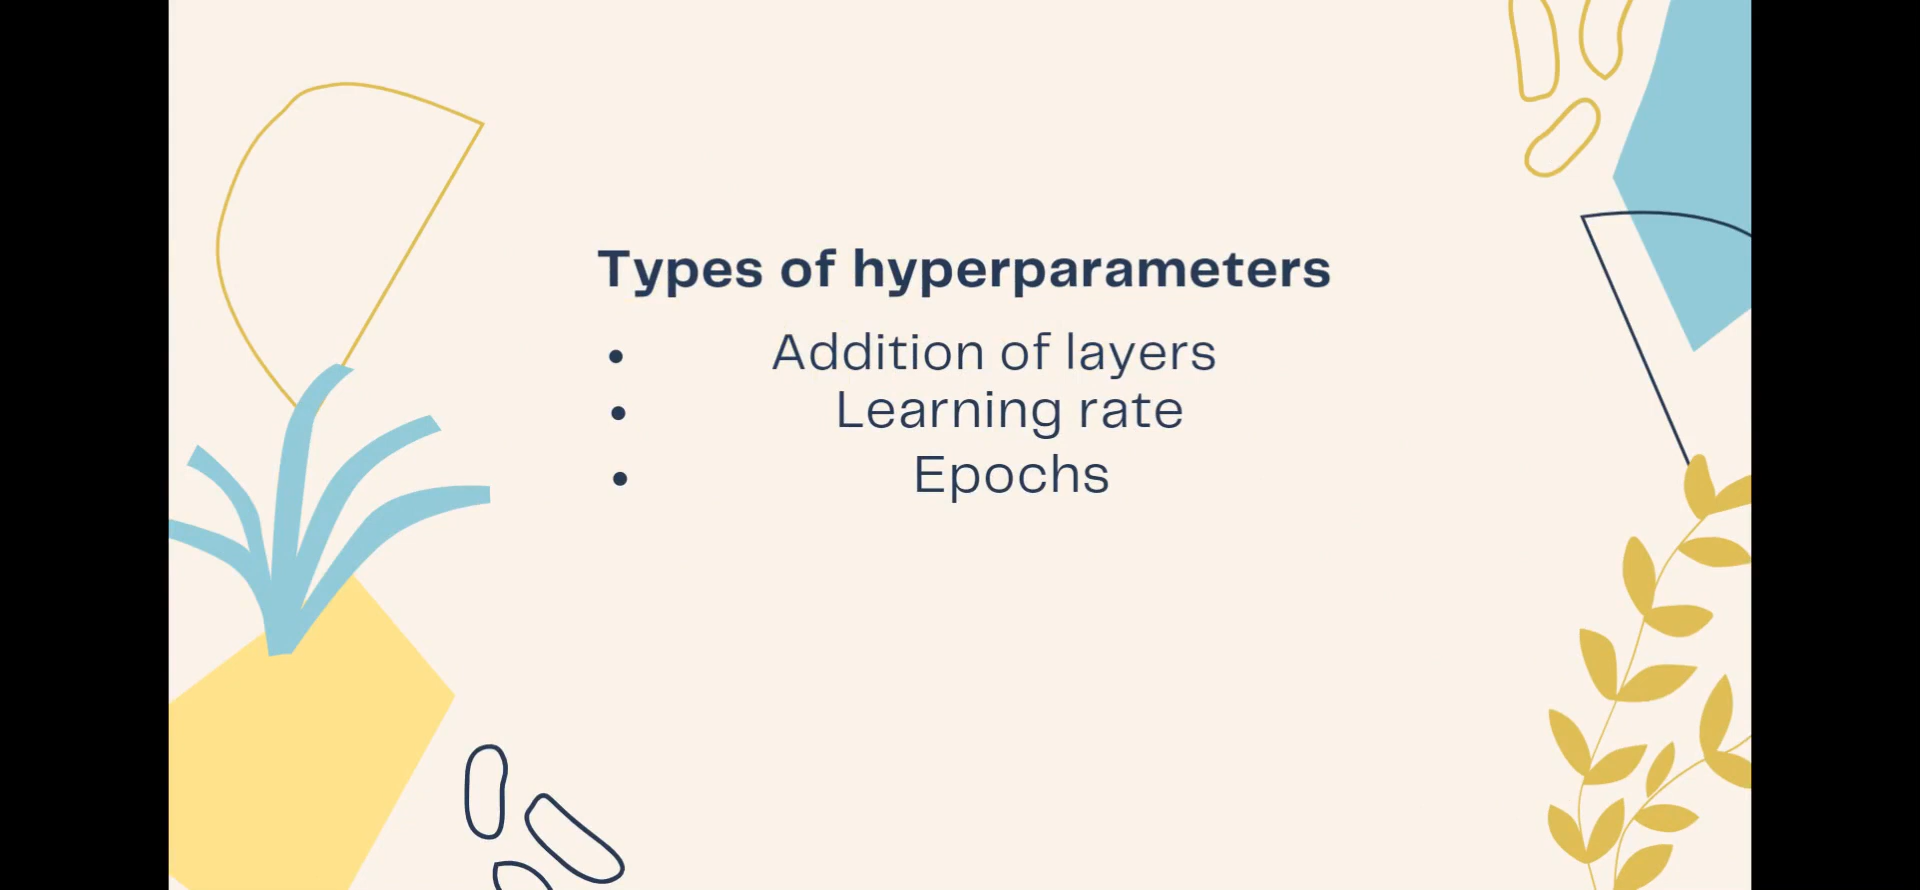 Types of hyperparameters
• Addition of layers
• Learning rate
• Epochs